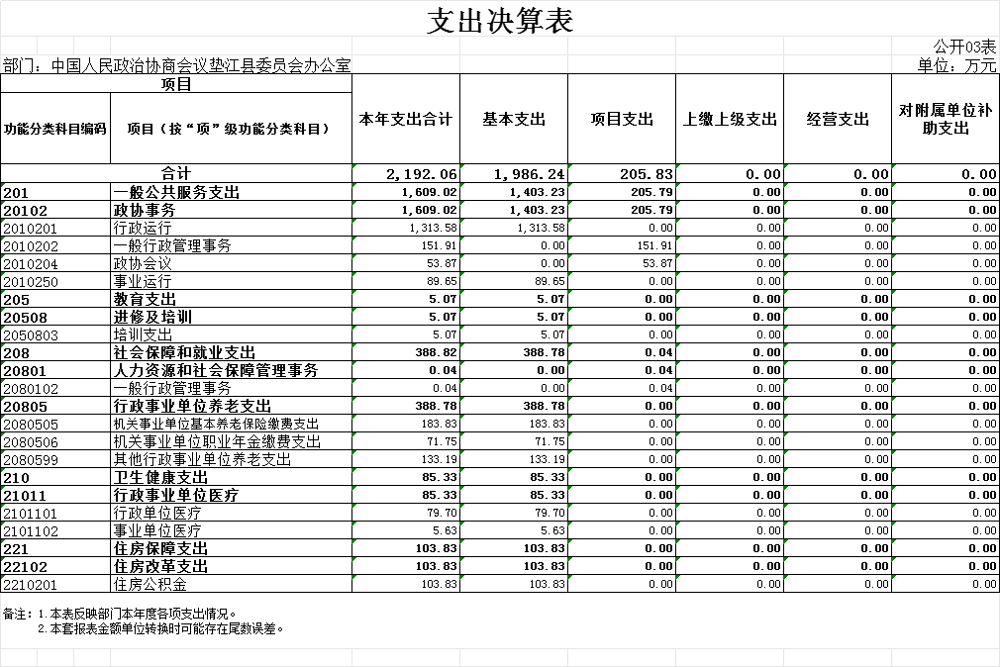 支出决算表
公开03表
部门：中国人民政治协商会议垫江县委员会办公室 单位：万元
项目
功能分类科目编码 项目（按“项”级功能分类科目） 本年支出合计 基本支出 项目支出 上缴上级支出 经营支出 对附属单位补助支出
合计 2,192.06 1,986.24 205.83 0.00 0.00 0.00
201 一般公共服务支出 1,609.02 1,403.23 205.79 0.00 0.00 0.00
20102 政协事务 1,609.02 1,403.23 205.79 0.00 0.00 0.00
2010201 行政运行 1,313.58 1,313.58 0.00 0.00 0.00 0.00
2010202 一般行政管理事务 151.91 0.00 151.91 0.00 0.00 0.00
2010204 政协会议 53.87 0.00 53.87 0.00 0.00 0.00
2010250 事业运行 89.65 89.65 0.00 0.00 0.00 0.00
205 教育支出 5.07 5.07 0.00 0.00 0.00 0.00
20508 进修及培训 5.07 5.07 0.00 0.00 0.00 0.00
2050803 培训支出 5.07 5.07 0.00 0.00 0.00 0.00
208 社会保障和就业支出 388.82 388.78 0.04 0.00 0.00 0.00
20801 人力资源和社会保障管理事务 0.04 0.00 0.04 0.00 0.00 0.00
2080102 一般行政管理事务 0.04 0.00 0.04 0.00 0.00 0.00
20805 行政事业单位养老支出 388.78 388.78 0.00 0.00 0.00 0.00
2080505 机关事业单位基本养老保险缴费支出 183.83 183.83 0.00 0.00 0.00 0.00
2080506 机关事业单位职业年金缴费支出 71.75 71.75 0.00 0.00 0.00 0.00
2080599 其他行政事业单位养老支出 133.19 133.19 0.00 0.00 0.00 0.00
210 卫生健康支出 85.33 85.33 0.00 0.00 0.00 0.00
21011 行政事业单位医疗 85.33 85.33 0.00 0.00 0.00 0.00
2101101 行政单位医疗 79.70 79.70 0.00 0.00 0.00 0.00
2101102 事业单位医疗 5.63 5.63 0.00 0.00 0.00 0.00
221 住房保障支出 103.83 103.83 0.00 0.00 0.00 0.00
22102 住房改革支出 103.83 103.83 0.00 0.00 0.00 0.00
2210201 住房公积金 103.83 103.83 0.00 0.00 0.00 0.00
备注：1.本表反映部门本年度各项支出情况。
2.本套报表金额单位转换时可能存在尾数误差。